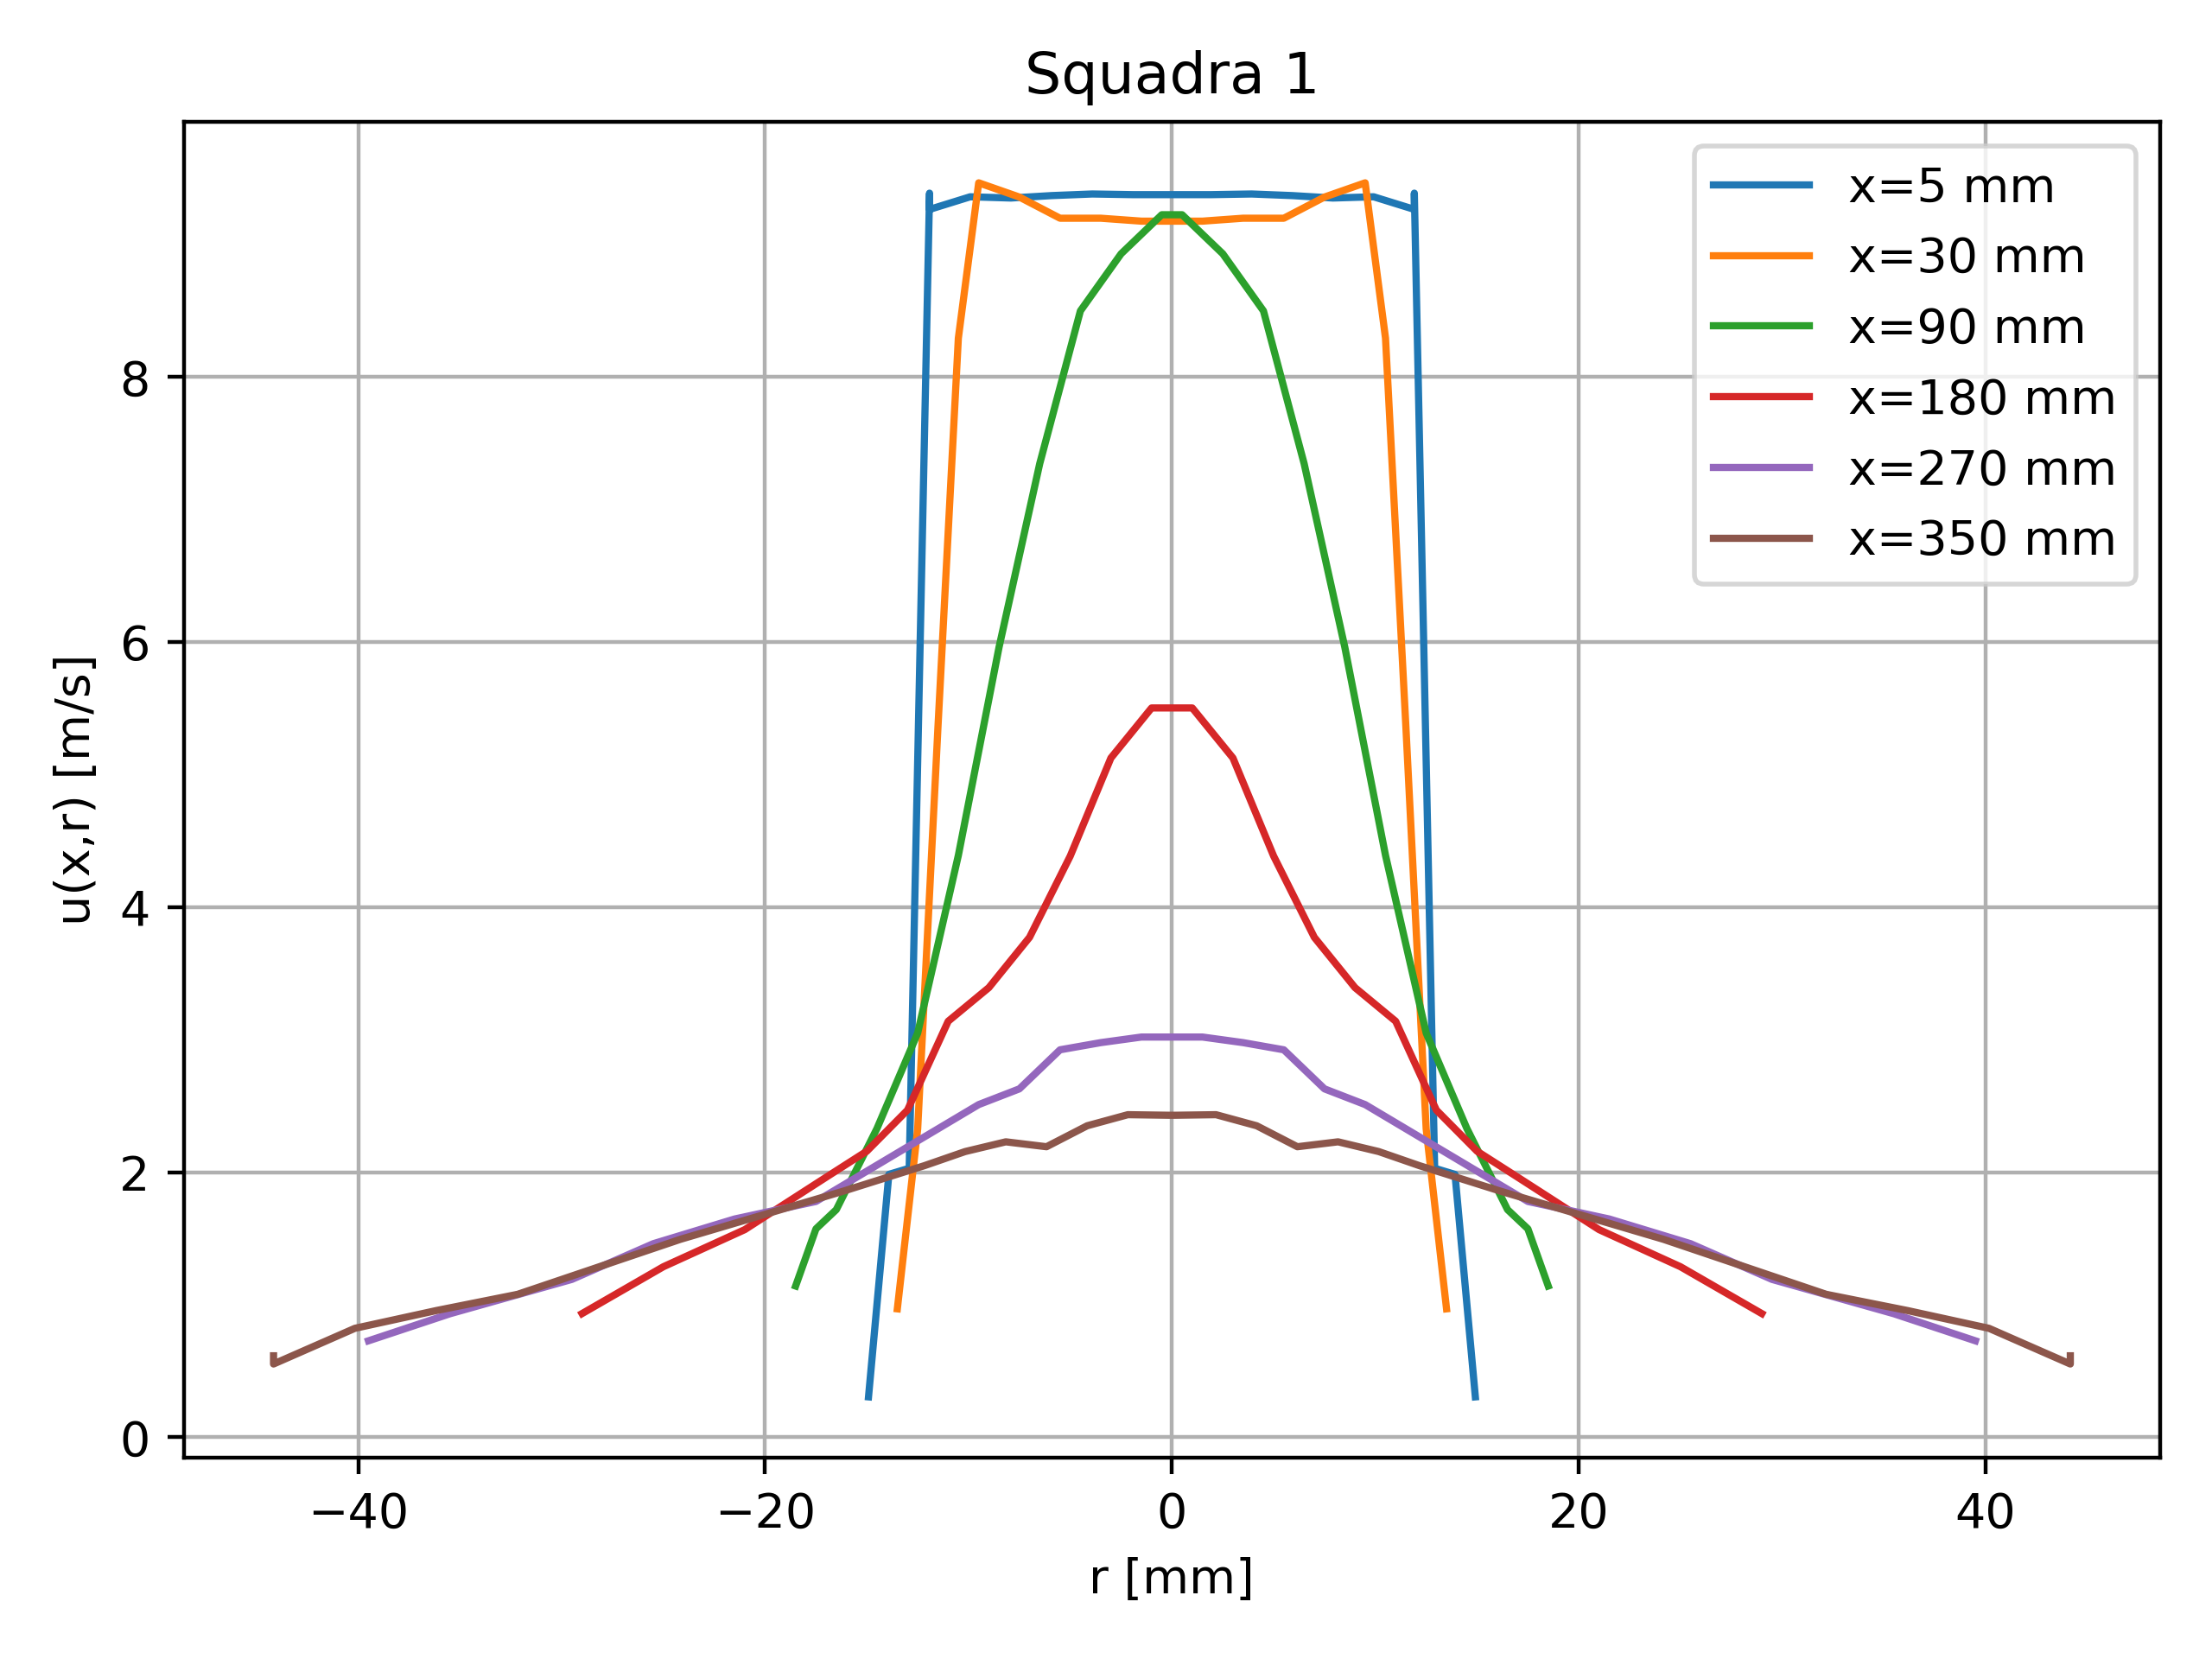 Squadra 1
x=5 mm
x=30 mm
x=90 mm
x=180 mm
x=270 mm
x=350 mm
u(x,r) [m/s]
8
6
4
2
0
−40 −20 0 20 40
r [mm]